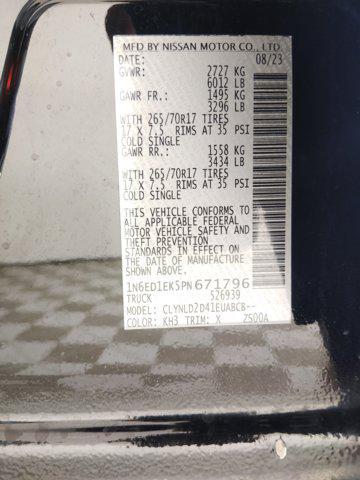 MFD BY NISSAN MOTOR CO., LTD.
DATE: 08/23
GVWR: 2727 KG
6012 LB
GAWR FR.: 1495 KG
3296 LB
WITH 265/70R17 TIRES
17 X 7.5 RIMS AT 35 PSI
COLD SINGLE
GAWR RR.: 1558 KG
3434 LB
WITH 265/70R17 TIRES
17 X 7.5 RIMS AT 35 PSI
COLD SINGLE
THIS VEHICLE CONFORMS TO
ALL APPLICABLE FEDERAL
MOTOR VEHICLE SAFETY
STANDARDS IN EFFECT ON
THE DATE OF MANUFACTURE
SHOWN ABOVE.
1N6ED1EK5PN671796
TRUCK 526939
MODEL: CLYNLD2D41EUABCB--
COLOR: KH3 TRIM: X Z500A